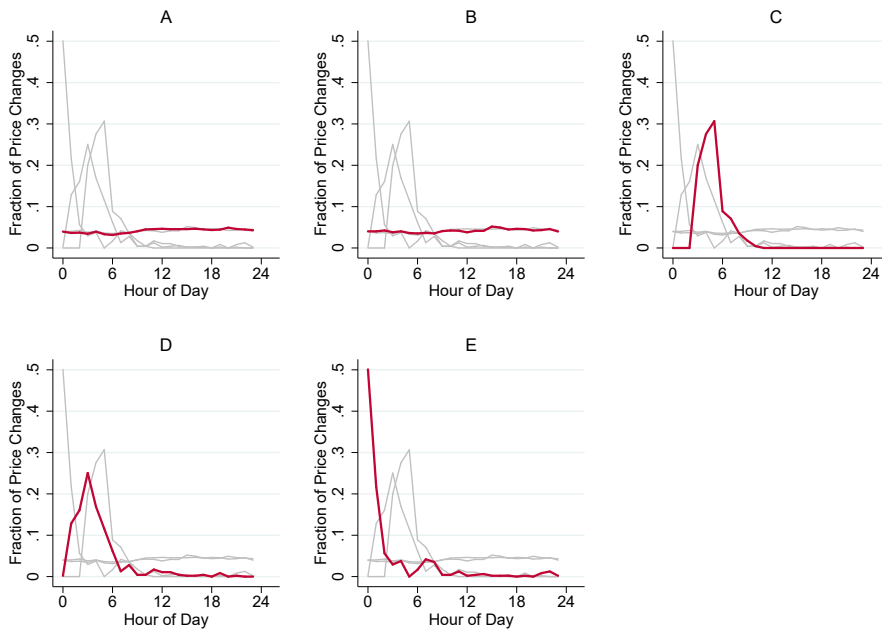 A
Fraction of Price Changes
.5
.4
.3
.2
.1
0
0 6 12 18 24
Hour of Day
B
Fraction of Price Changes
.5
.4
.3
.2
.1
0
0 6 12 18 24
Hour of Day
C
Fraction of Price Changes
.5
.4
.3
.2
.1
0
0 6 12 18 24
Hour of Day
D
Fraction of Price Changes
.5
.4
.3
.2
.1
0
0 6 12 18 24
Hour of Day
E
Fraction of Price Changes
.5
.4
.3
.2
.1
0
0 6 12 18 24
Hour of Day